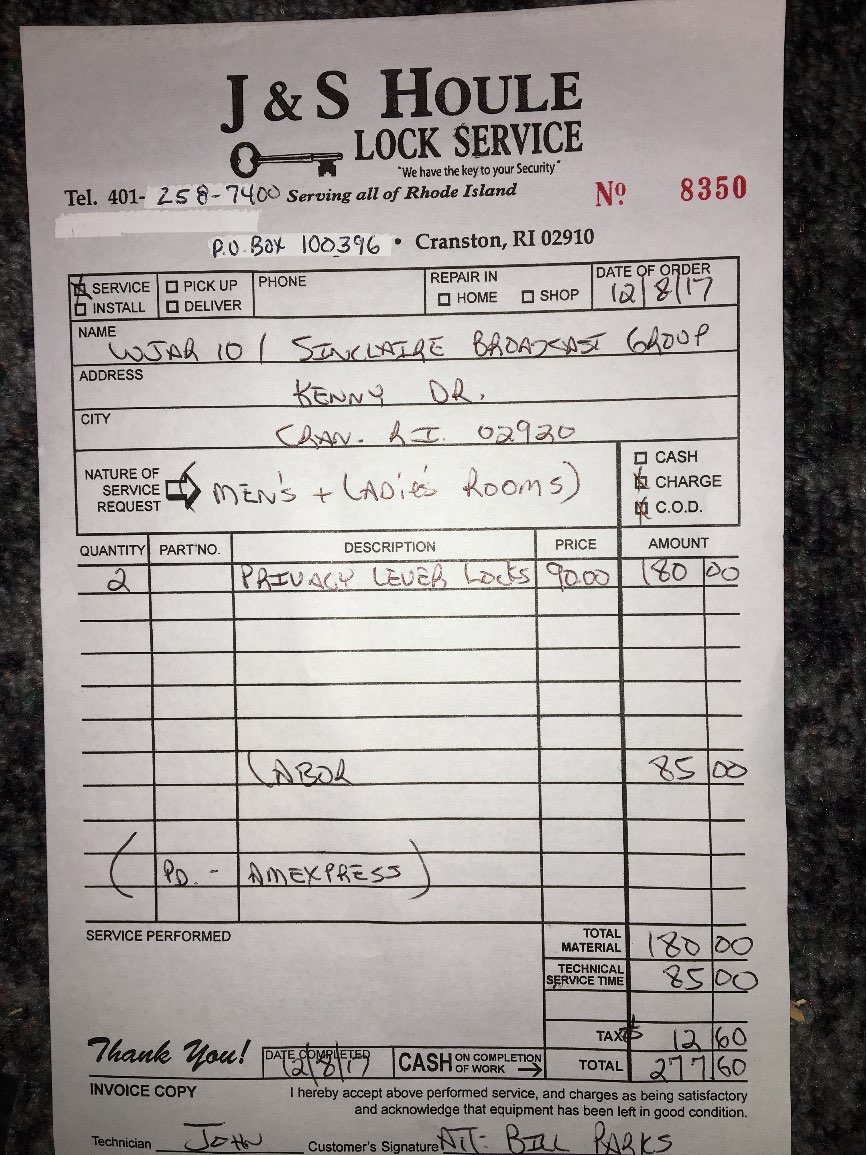 J & S HOULE
LOCK SERVICE
"We have the key to your Security"
Tel. 401-258-7400 Serving all of Rhode Island
Nº 8350
P.O. BOX 100396 • Cranston, RI 02910
SERVICE PICK UP PHONE REPAIR IN DATE OF ORDER
INSTALL DELIVER HOME SHOP 12/8/17
NAME
WJAR 10 / SINCLAIRE BROADCAST GROUP
ADDRESS
KENNY DR.
CITY
CRAN. R.I. 02920
NATURE OF SERVICE REQUEST
MEN'S + LADIE'S ROOMS)
CASH
CHARGE
C.O.D.
QUANTITY PART NO. DESCRIPTION PRICE AMOUNT
2 PRIVACY LEVER LOCKS 90.00 180 00
LABOR 85 00
(PD. - AMEXPRESS)
SERVICE PERFORMED
TOTAL MATERIAL 180 00
TECHNICAL SERVICE TIME 85 00
TAX 12 60
Thank You! DATE COMPLETED 12/8/17 CASH ON COMPLETION OF WORK TOTAL 277 60
INVOICE COPY
I hereby accept above performed service, and charges as being satisfactory
and acknowledge that equipment has been left in good condition.
Technician JOHN Customer's Signature ATT: BILL PARKS